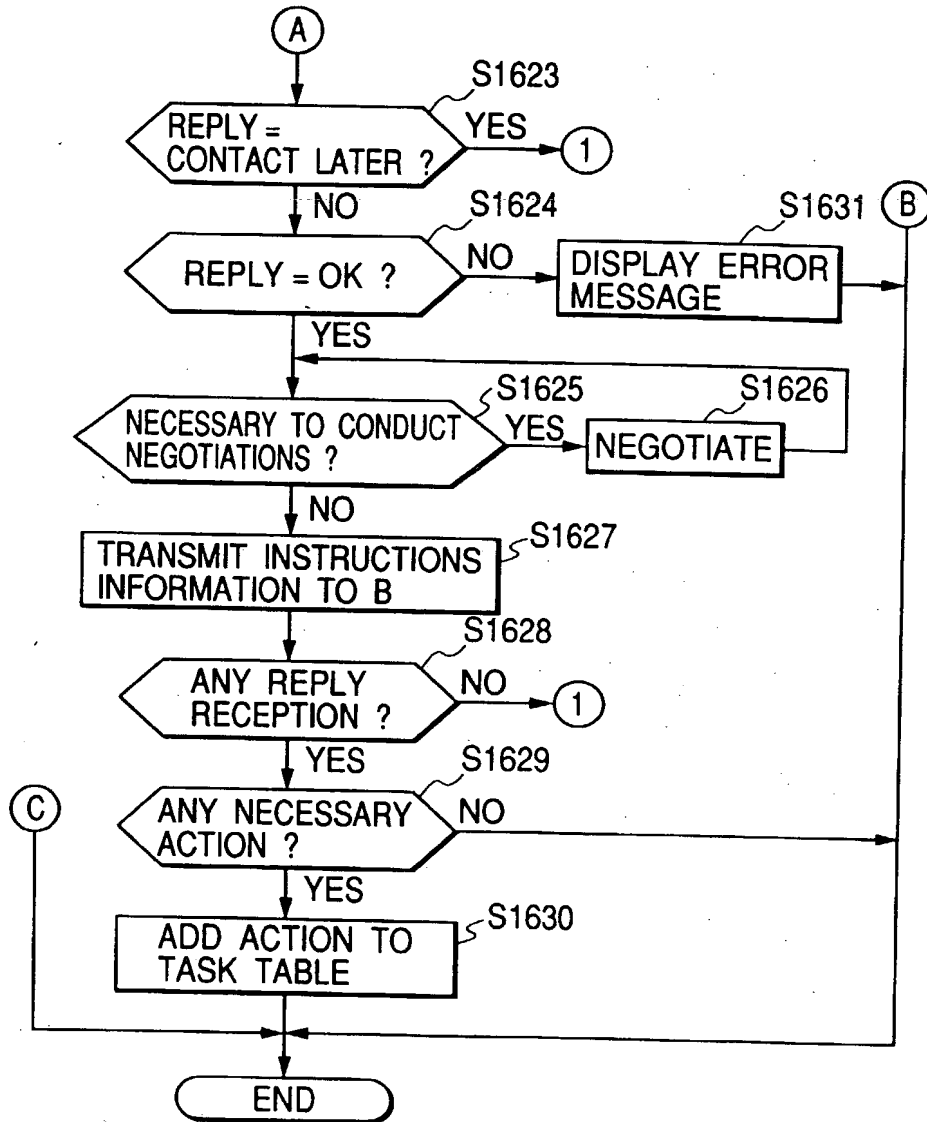 A
S1623
REPLY =
CONTACT LATER ?
YES
1
NO
S1624
REPLY = OK ?
NO
S1631
DISPLAY ERROR
MESSAGE
B
YES
S1625
NECESSARY TO CONDUCT
NEGOTIATIONS ?
YES
S1626
NEGOTIATE
NO
S1627
TRANSMIT INSTRUCTIONS
INFORMATION TO B
S1628
ANY REPLY
RECEPTION ?
NO
1
YES
S1629
C
ANY NECESSARY
ACTION ?
NO
YES
S1630
ADD ACTION TO
TASK TABLE
END